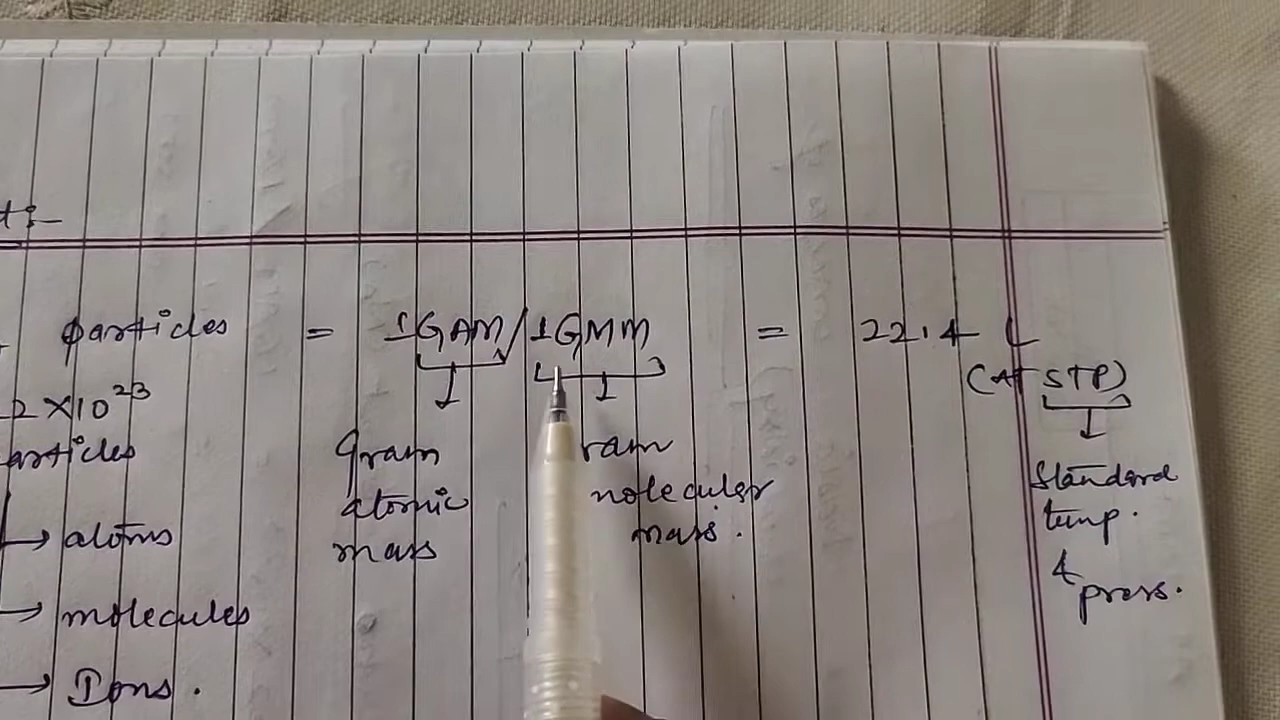 t:-
particles = 1GAM/1GMM = 22.4 L
(AT STP)
2×10²³
articles
→ atoms
→ molecules
→ Ions.
Gram
atomic
mass
ram
molecular
mass.
Standard
temp.
& press.